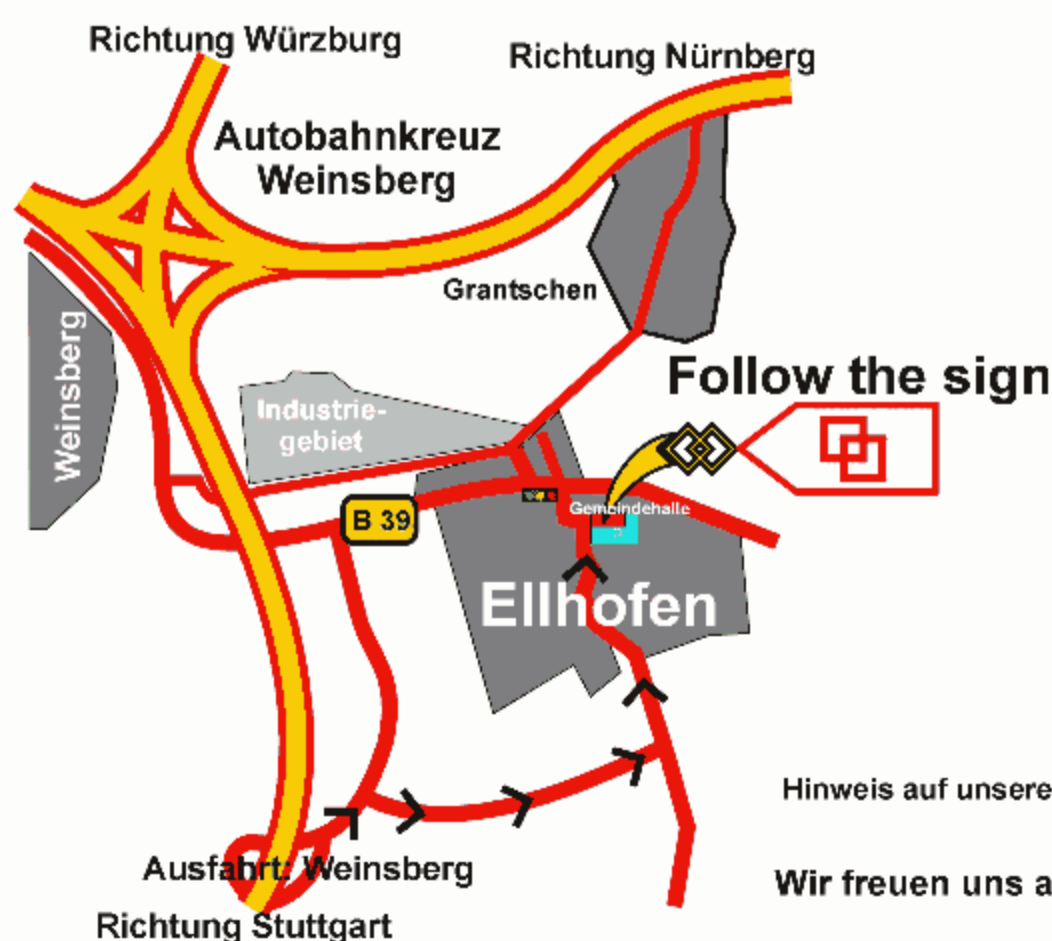 Richtung Würzburg
Richtung Nürnberg
Autobahnkreuz
Weinsberg
Grantschen
Weinsberg
Follow the sign
Industrie-
gebiet
B 39
Gemeindehalle
Ellhofen
Hinweis auf unsere
Ausfahrt: Weinsberg
Wir freuen uns a
Richtung Stuttgart